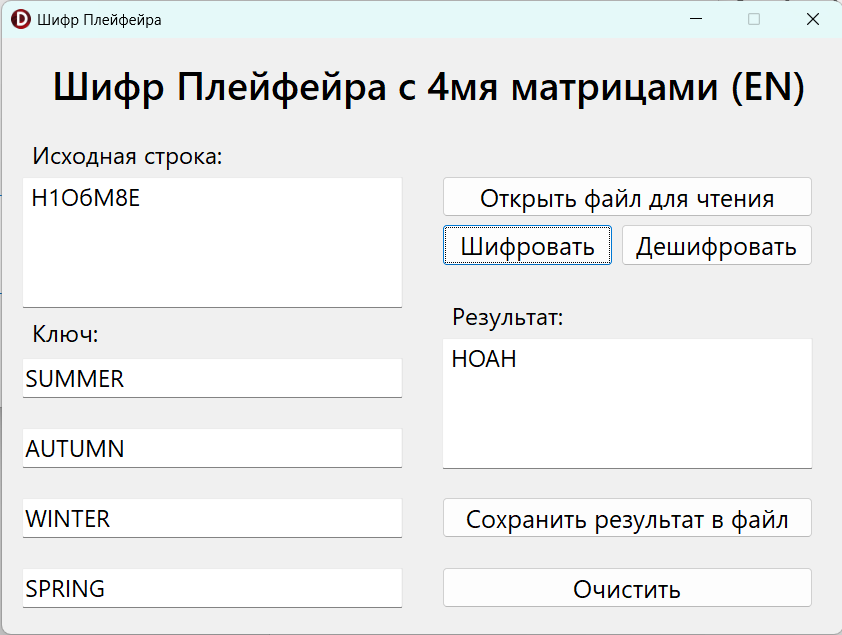 Шифр Плейфейра
Шифр Плейфейра с 4мя матрицами (EN)
Исходная строка:
H1O6M8E
Открыть файл для чтения
Шифровать
Дешифровать
Ключ:
SUMMER
AUTUMN
WINTER
SPRING
Результат:
HOAH
Сохранить результат в файл
Очистить